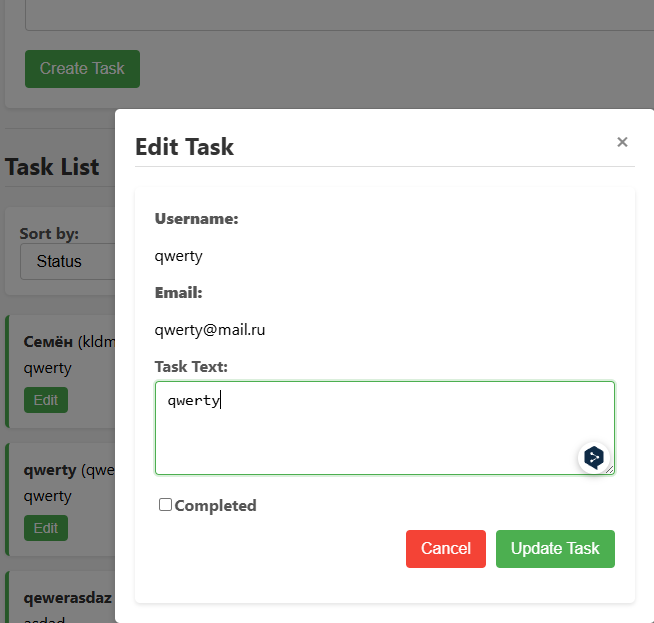 Create Task
Edit Task ×
Task List
Username:
qwerty
Email:
qwerty@mail.ru
Task Text:
qwerty
Completed
Cancel Update Task
Sort by:
Status
Семён (kldm
qwerty
Edit
qwerty (qwe
qwerty
Edit
qewerasdaz